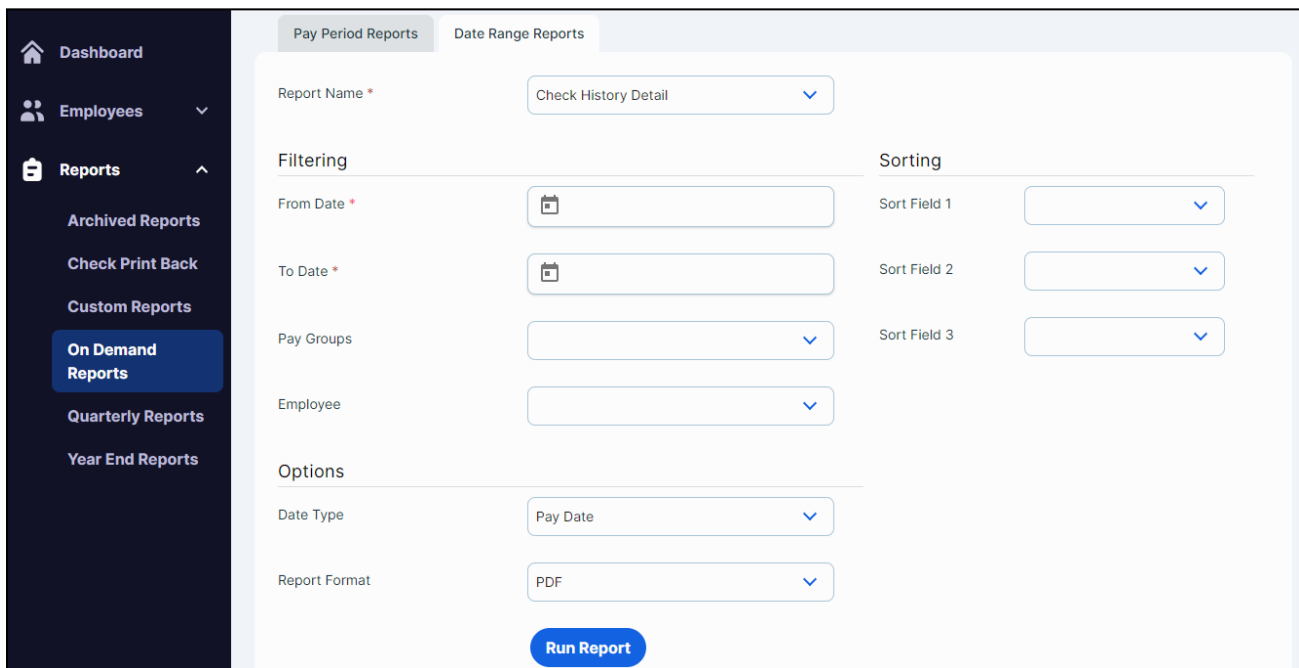 Dashboard
Employees
Reports
Archived Reports
Check Print Back
Custom Reports
On Demand
Reports
Quarterly Reports
Year End Reports
Pay Period Reports
Date Range Reports
Report Name *
Check History Detail
Filtering
From Date *
To Date *
Pay Groups
Employee
Sorting
Sort Field 1
Sort Field 2
Sort Field 3
Options
Date Type
Pay Date
Report Format
PDF
Run Report